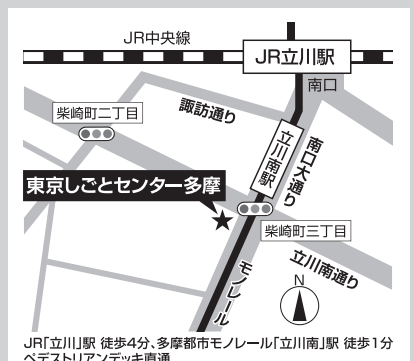 JR中央線
JR立川駅
南口
柴崎町二丁目
諏訪通り
立川南駅
南口大通り
東京しごとセンター多摩
柴崎町三丁目
立川南通り
モノレール
N
JR「立川」駅 徒歩4分、多摩都市モノレール「立川南」駅 徒歩1分
ペデストリアンデッキ直通